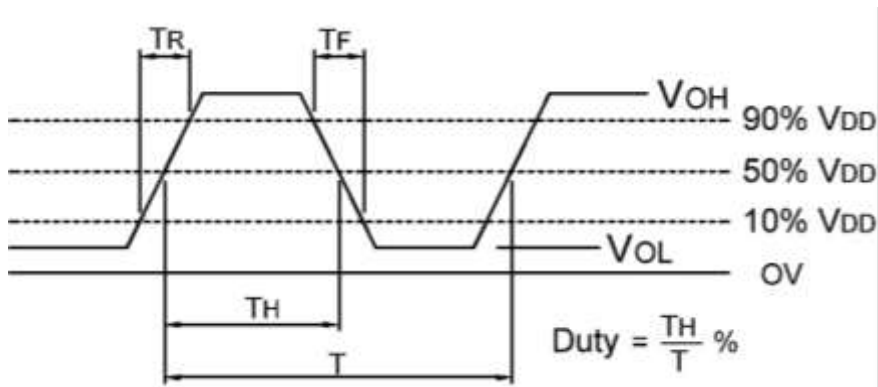 TR TF
VOH
90% VDD
50% VDD
10% VDD
VOL
OV
TH
Duty = TH/T %
T